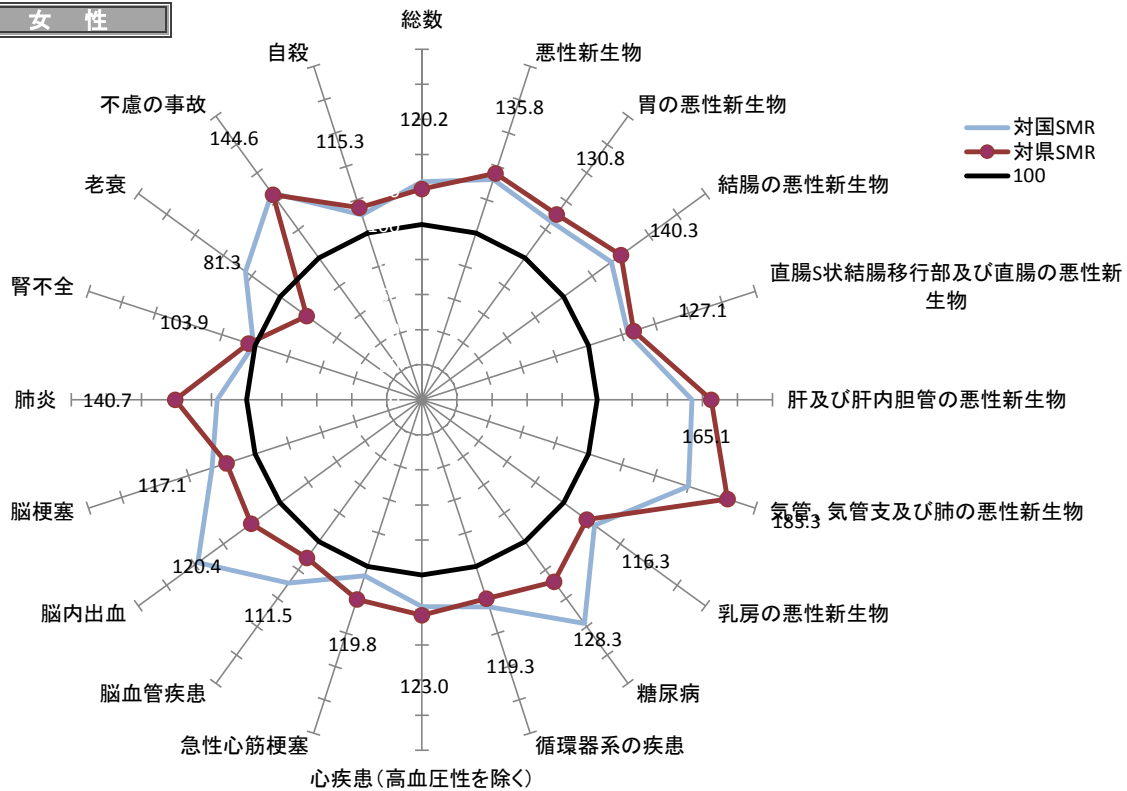 女 性
総数
自殺
悪性新生物
不慮の事故
胃の悪性新生物
144.6
115.3
120.2
135.8
130.8
対国SMR
対県SMR
100
老衰
結腸の悪性新生物
140.3
81.3
100
腎不全
103.9
直腸S状結腸移行部及び直腸の悪性新
生物
127.1
肺炎
140.7
肝及び肝内胆管の悪性新生物
165.1
脳梗塞
117.1
気管、気管支及び肺の悪性新生物
185.3
脳内出血
120.4
116.3
乳房の悪性新生物
脳血管疾患
111.5
119.8
123.0
119.3
128.3
糖尿病
急性心筋梗塞
循環器系の疾患
心疾患(高血圧性を除く)